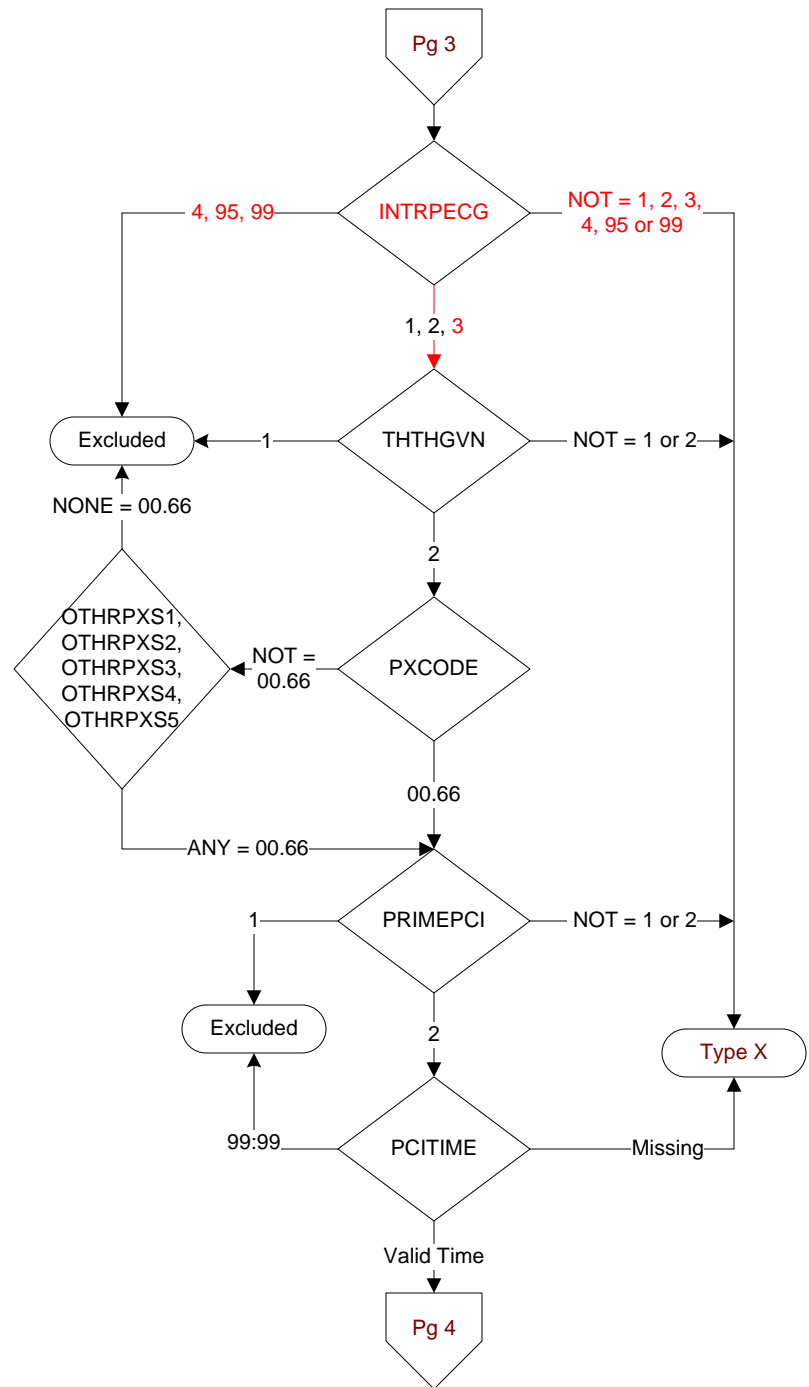 Pg 3
INTRPECG
4, 95, 99
NOT = 1, 2, 3,
4, 95 or 99
1, 2, 3
Excluded
1
THTHGVN
NOT = 1 or 2
NONE = 00.66
2
OTHRPXS1,
OTHRPXS2,
OTHRPXS3,
OTHRPXS4,
OTHRPXS5
NOT =
00.66
PXCODE
00.66
ANY = 00.66
1
PRIMEPCI
NOT = 1 or 2
Excluded
2
Type X
99:99
PCITIME
Missing
Valid Time
Pg 4